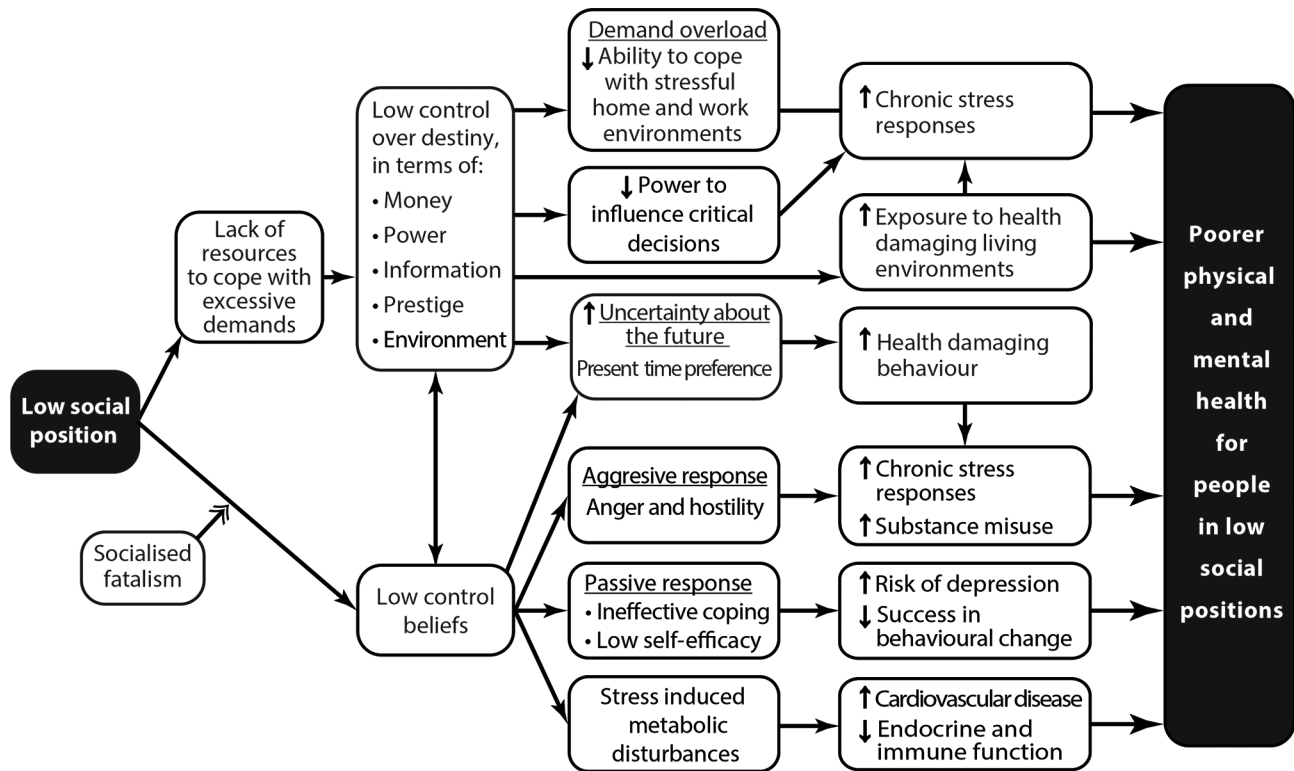 Low social
position
Socialised
fatalism
Lack of
resources
to cope with
excessive
demands
Low control
over destiny,
in terms of:
• Money
• Power
• Information
• Prestige
• Environment
Low control
beliefs
Demand overload
↓ Ability to cope
with stressful
home and work
environments
↓ Power to
influence critical
decisions
↑ Uncertainty about
the future
Present time preference
Aggresive response
Anger and hostility
Passive response
• Ineffective coping
• Low self-efficacy
Stress induced
metabolic
disturbances
↑ Chronic stress
responses
↑ Exposure to health
damaging living
environments
↑ Health damaging
behaviour
↑ Chronic stress
responses
↑ Substance misuse
↑ Risk of depression
↓ Success in
behavioural change
↑ Cardiovascular disease
↓ Endocrine and
immune function
Poorer
physical
and
mental
health
for
people
in low
social
positions